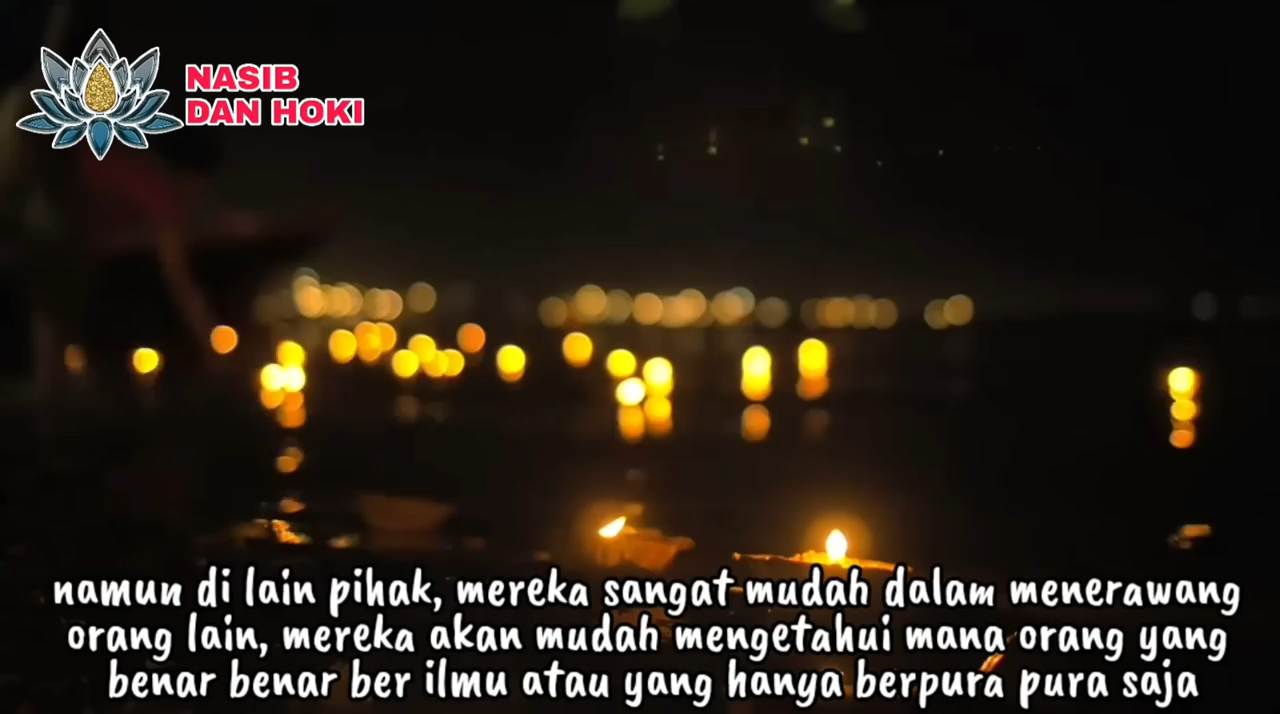 NASIB
DAN HOKI
namun di lain pihak, mereka sangat mudah dalam menerawang
orang lain, mereka akan mudah mengetahui mana orang yang
benar benar ber ilmu atau yang hanya berpura pura saja